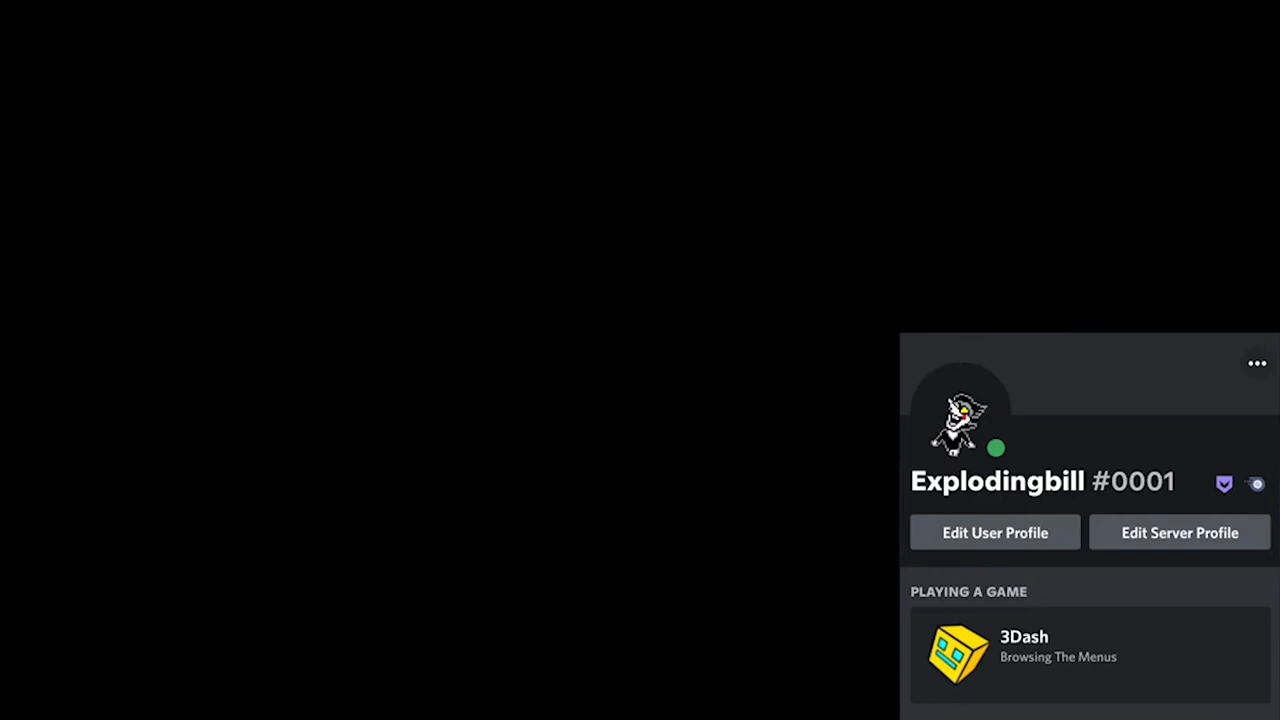 Explodingbill #0001
Edit User Profile
Edit Server Profile
PLAYING A GAME
3Dash
Browsing The Menus